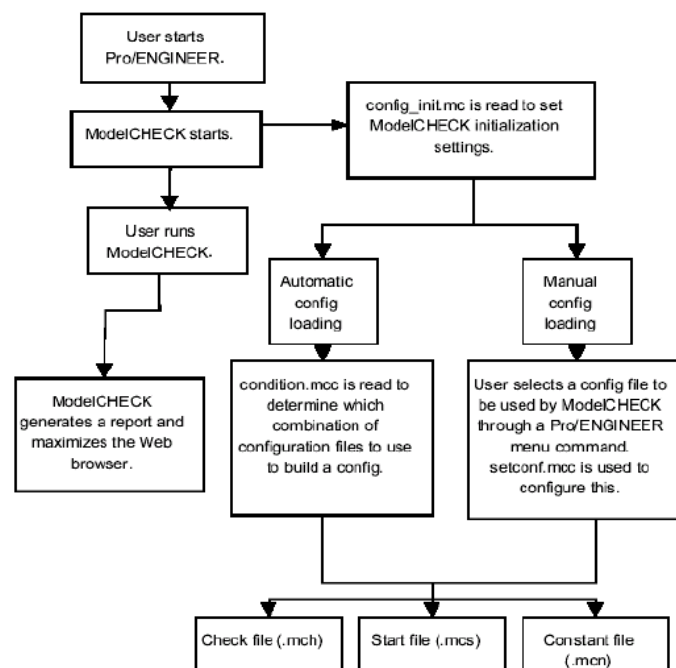 User starts
Pro/ENGINEER.
config_init.mc is read to set
ModelCHECK initialization
settings.
ModelCHECK starts.
User runs
ModelCHECK.
Automatic
config
loading
Manual
config
loading
ModelCHECK
generates a report and
maximizes the Web
browser.
condition.mcc is read to
determine which
combination of
configuration files to use
to build a config.
User selects a config file to
be used by ModelCHECK
through a Pro/ENGINEER
menu command.
setconf.mcc is used to
configure this.
Check file (.mch)
Start file (.mcs)
Constant file
(.mcn)